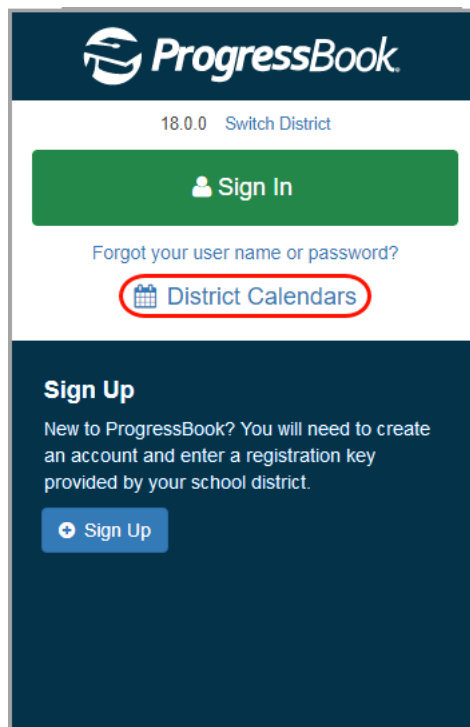 ProgressBook
18.0.0 Switch District
Sign In
Forgot your user name or password?
District Calendars
Sign Up
New to ProgressBook? You will need to create
an account and enter a registration key
provided by your school district.
Sign Up